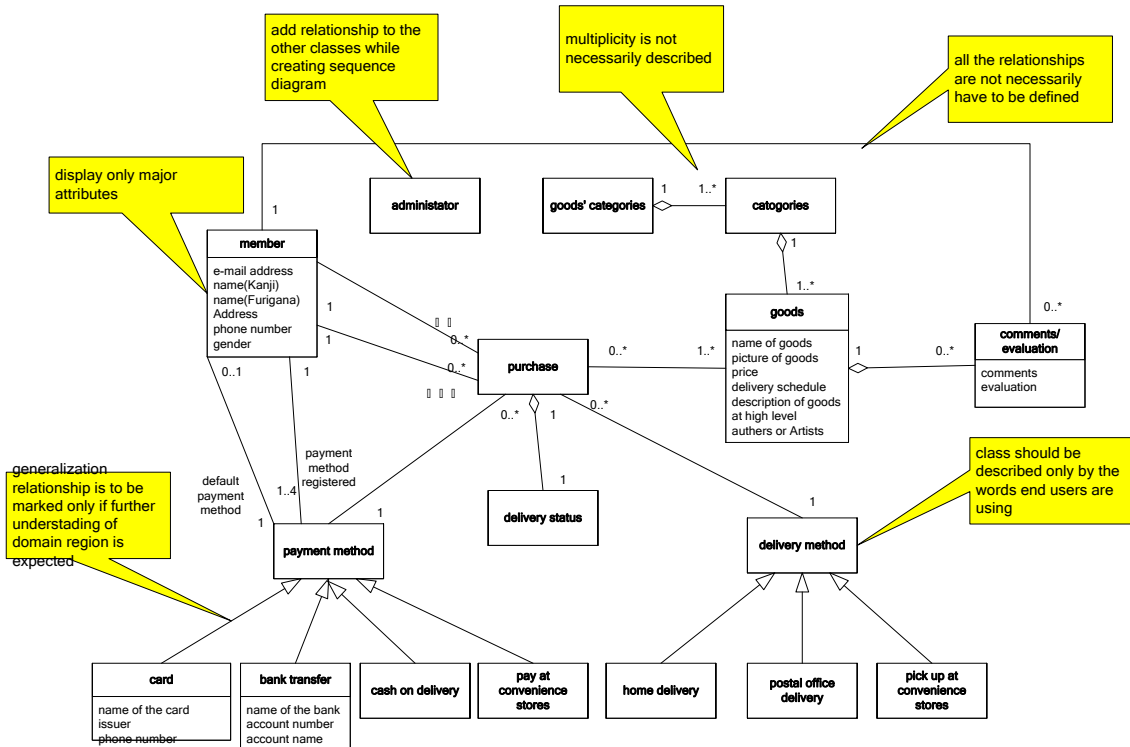 add relationship to the
other classes while
creating sequence
diagram
multiplicity is not
necessarily described
all the relationships
are not necessarily
have to be defined
display only major
attributes
administator
goods' categories
1
1..*
catogories
1
1..*
1
member
e-mail address
name(Kanji)
name(Furigana)
Address
phone number
gender
1
0..*
1
0..*
purchase
0..*
1..*
goods
name of goods
picture of goods
price
delivery schedule
description of goods
at high level
authers or Artists
1
0..*
0..*
comments/
evaluation
comments
evaluation
0..1
1
0..*
1
0..*
default
payment
method
1
payment
method
registered
1..4
1
1
delivery status
1
generalization
relationship is to be
marked only if further
understading of
domain region is
expected
class should be
described only by the
words end users are
using
payment method
delivery method
card
name of the card
issuer
phone number
bank transfer
name of the bank
account number
account name
cash on delivery
pay at
convenience
stores
home delivery
postal office
delivery
pick up at
convenience
stores